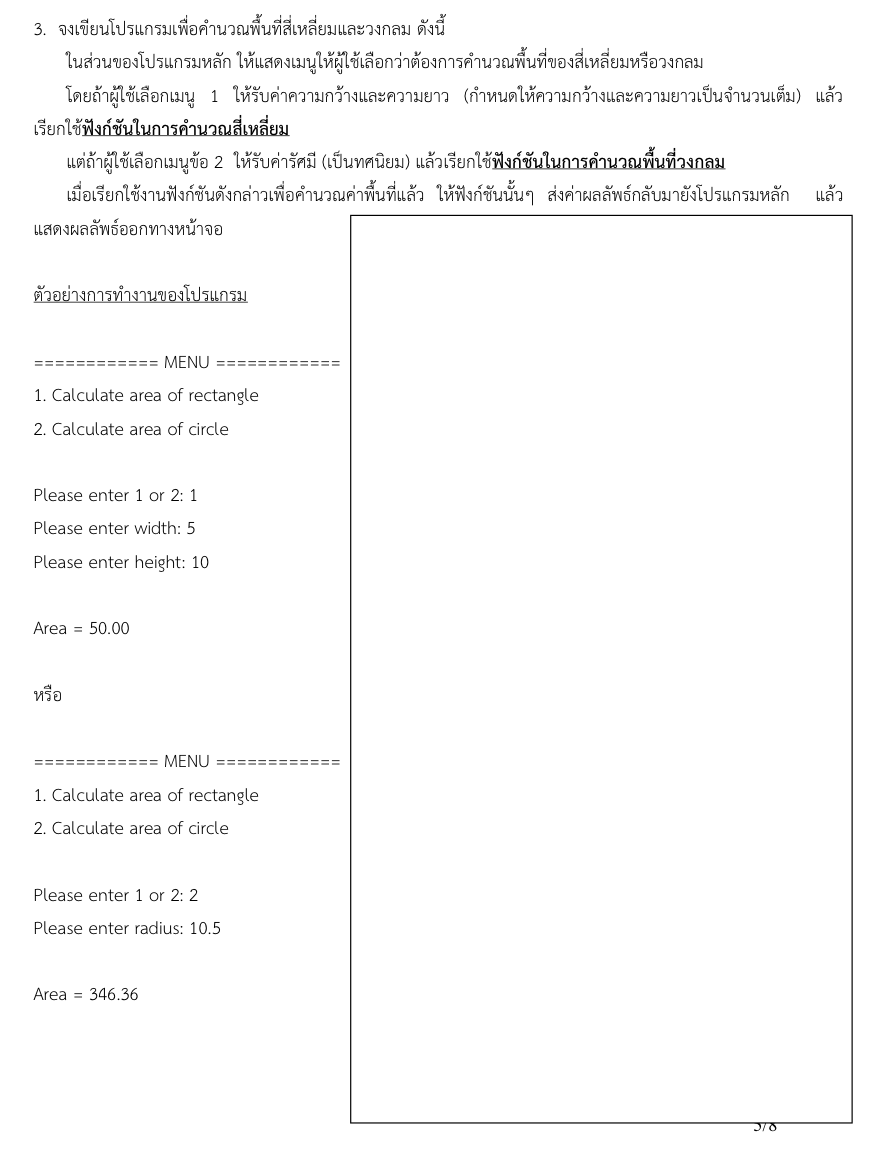 3. จงเขียนโปรแกรมเพื่อคำนวณพื้นที่สี่เหลี่ยมและวงกลม ดังนี้
ในส่วนของโปรแกรมหลัก ให้แสดงเมนูให้ผู้ใช้เลือกว่าต้องการคำนวณพื้นที่ของสี่เหลี่ยมหรือวงกลม
โดยถ้าผู้ใช้เลือกเมนู 1 ให้รับค่าความกว้างและความยาว (กำหนดให้ความกว้างและความยาวเป็นจำนวนเต็ม) แล้ว
เรียกใช้ฟังก์ชันในการคำนวณสี่เหลี่ยม
แต่ถ้าผู้ใช้เลือกเมนูข้อ 2 ให้รับค่ารัศมี (เป็นทศนิยม) แล้วเรียกใช้ฟังก์ชันในการคำนวณพื้นที่วงกลม
เมื่อเรียกใช้งานฟังก์ชันดังกล่าวเพื่อคำนวณค่าพื้นที่แล้ว ให้ฟังก์ชันนั้นๆ ส่งค่าผลลัพธ์กลับมายังโปรแกรมหลัก แล้ว
แสดงผลลัพธ์ออกทางหน้าจอ
ตัวอย่างการทำงานของโปรแกรม
============ MENU ============
1. Calculate area of rectangle
2. Calculate area of circle
Please enter 1 or 2: 1
Please enter width: 5
Please enter height: 10
Area = 50.00
หรือ
============ MENU ============
1. Calculate area of rectangle
2. Calculate area of circle
Please enter 1 or 2: 2
Please enter radius: 10.5
Area = 346.36
5/8